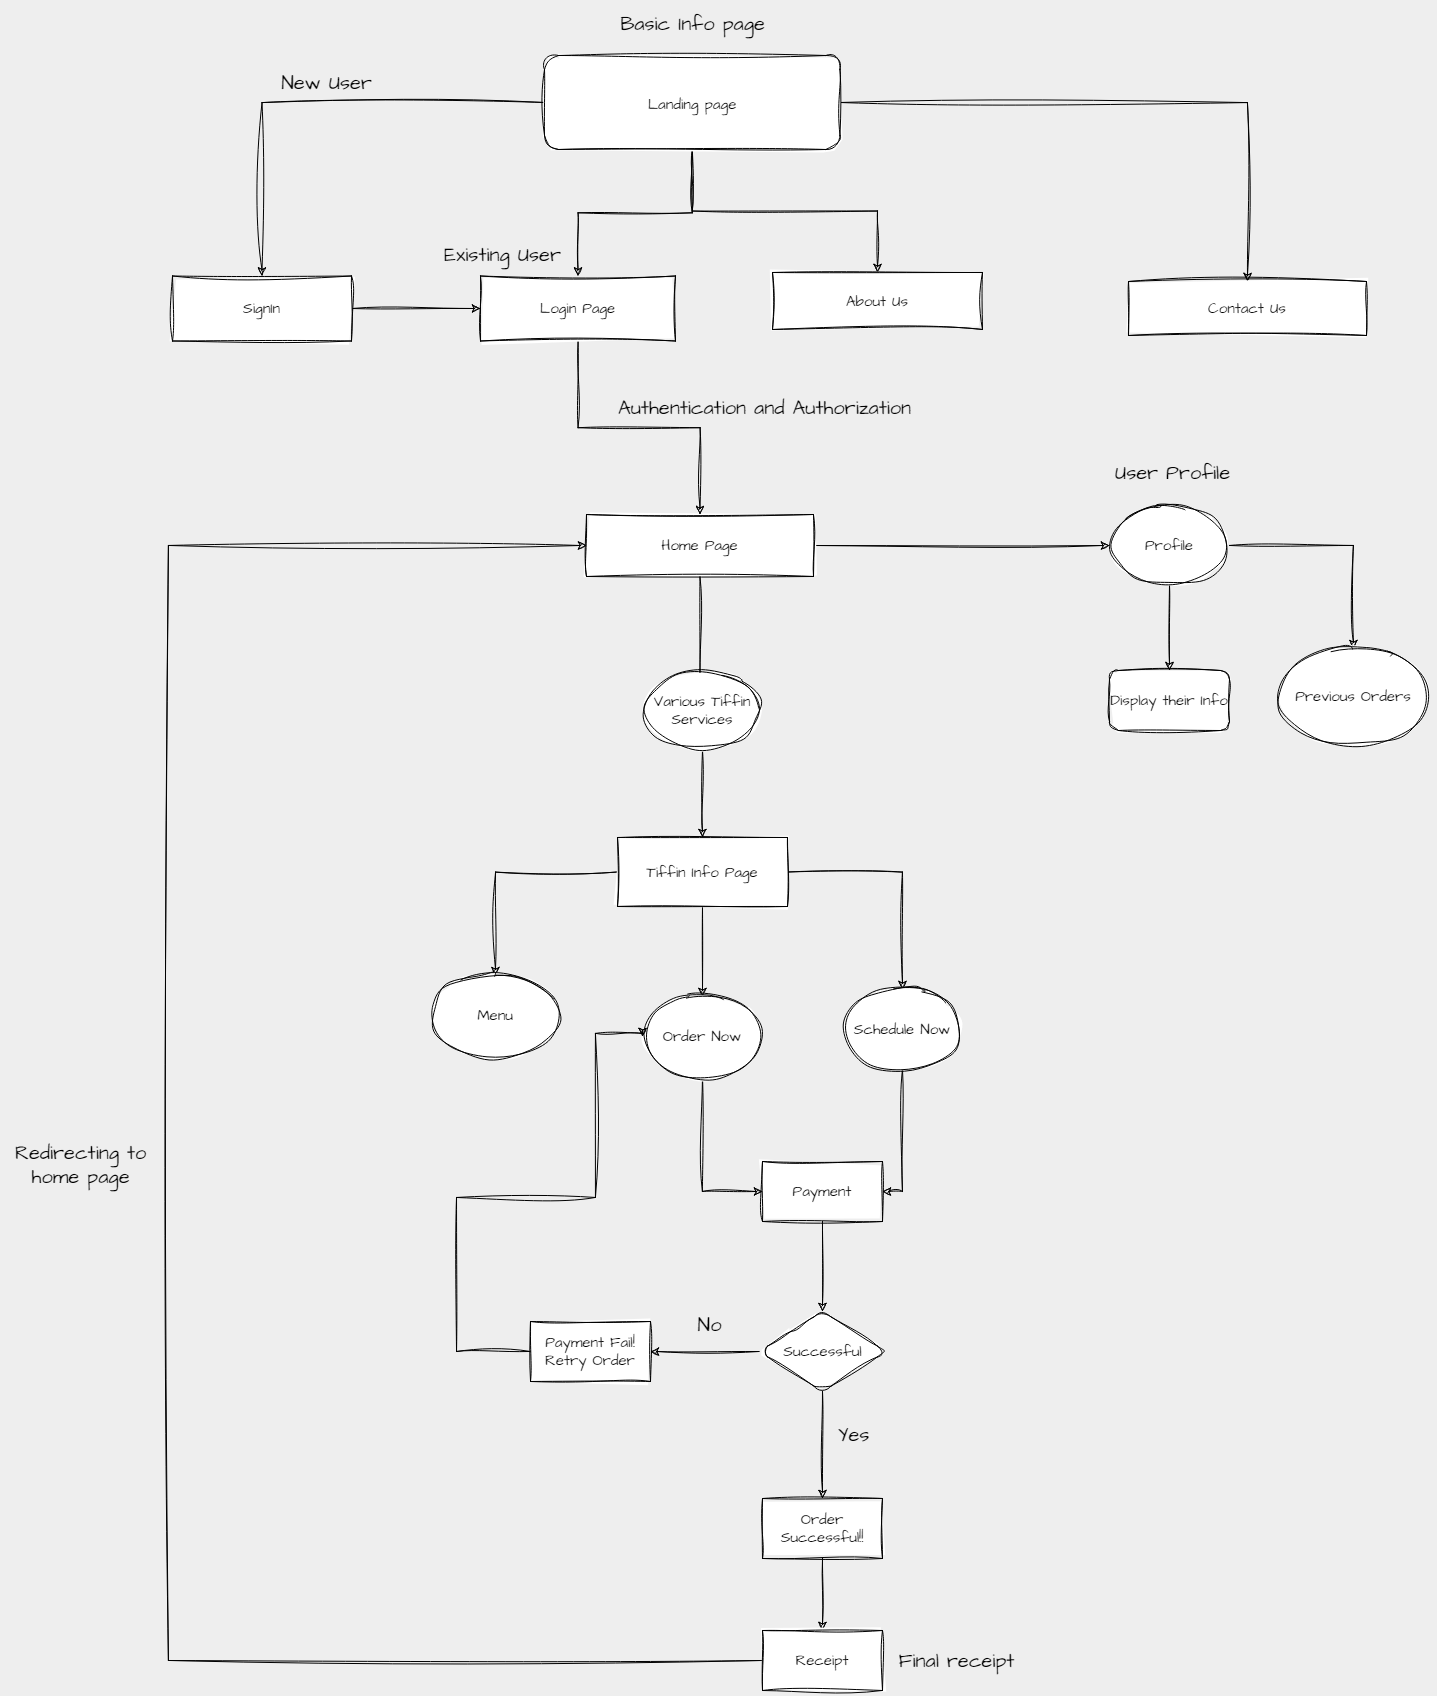 Basic Info page
New User
Landing page
Existing User
SignIn
Login Page
About Us
Contact Us
Authentication and Authorization
User Profile
Home Page
Profile
Various Tiffin
Services
Display their Info
Previous Orders
Tiffin Info Page
Menu
Order Now
Schedule Now
Redirecting to
home page
Payment
No
Payment Fail!
Retry Order
Successful
Yes
Order
Successful!!
Receipt
Final receipt